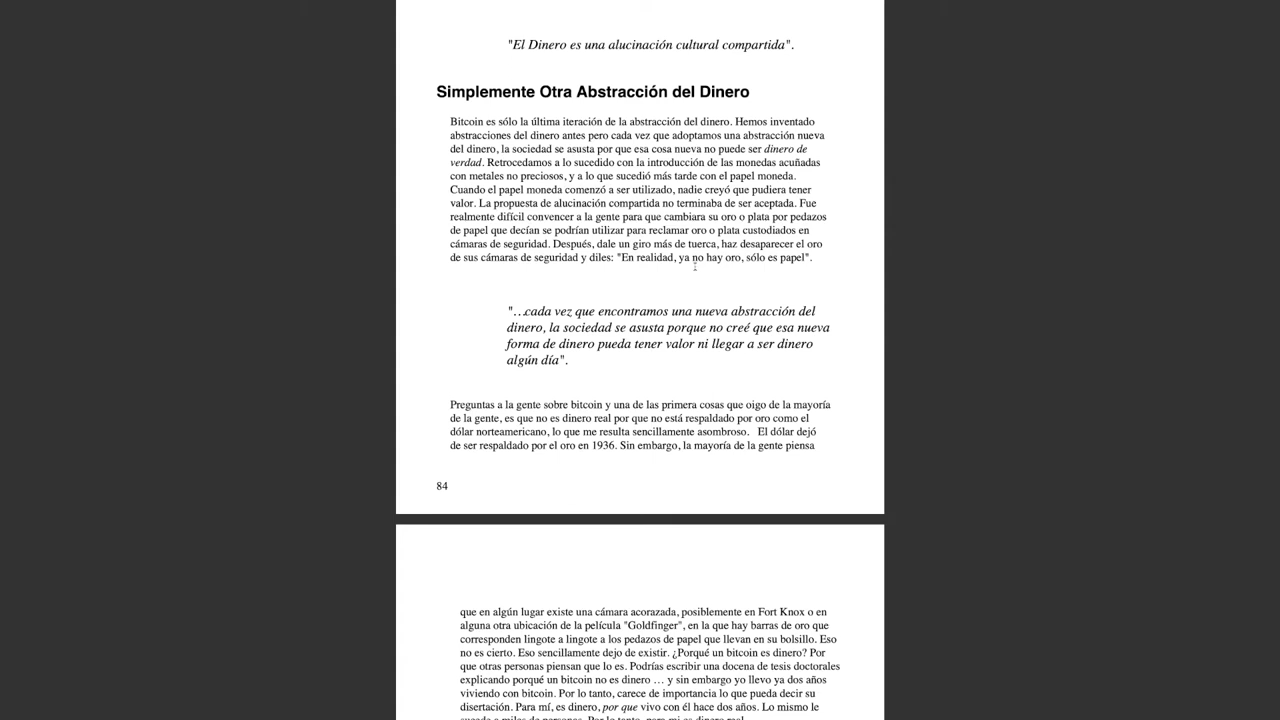 "El Dinero es una alucinación cultural compartida".
Simplemente Otra Abstracción del Dinero
Bitcoin es sólo la última iteración de la abstracción del dinero. Hemos inventado
abstracciones del dinero antes pero cada vez que adoptamos una abstracción nueva
del dinero, la sociedad se asusta por que esa cosa nueva no puede ser dinero de
verdad. Retrocedamos a lo sucedido con la introducción de las monedas acuñadas
con metales no preciosos, y a lo que sucedió más tarde con el papel moneda.
Cuando el papel moneda comenzó a ser utilizado, nadie creyó que pudiera tener
valor. La propuesta de alucinación compartida no terminaba de ser aceptada. Fue
realmente difícil convencer a la gente para que cambiara su oro o plata por pedazos
de papel que decían se podrían utilizar para reclamar oro o plata custodiados en
cámaras de seguridad. Después, dale un giro más de tuerca, haz desaparecer el oro
de sus cámaras de seguridad y diles: "En realidad, ya no hay oro, sólo es papel".
"…cada vez que encontramos una nueva abstracción del
dinero, la sociedad se asusta porque no creé que esa nueva
forma de dinero pueda tener valor ni llegar a ser dinero
algún día".
Preguntas a la gente sobre bitcoin y una de las primera cosas que oigo de la mayoría
de la gente, es que no es dinero real por que no está respaldado por oro como el
dólar norteamericano, lo que me resulta sencillamente asombroso. El dólar dejó
de ser respaldado por el oro en 1936. Sin embargo, la mayoría de la gente piensa
84
que en algún lugar existe una cámara acorazada, posiblemente en Fort Knox o en
alguna otra ubicación de la película "Goldfinger", en la que hay barras de oro que
corresponden lingote a lingote a los pedazos de papel que llevan en su bolsillo. Eso
no es cierto. Eso sencillamente dejo de existir. ¿Porqué un bitcoin es dinero? Por
que otras personas piensan que lo es. Podrías escribir una docena de tesis doctorales
explicando porqué un bitcoin no es dinero … y sin embargo yo llevo ya dos años
viviendo con bitcoin. Por lo tanto, carece de importancia lo que pueda decir su
disertación. Para mí, es dinero, por que vivo con él hace dos años. Lo mismo le
sucede a miles de personas. Por lo tanto, para mi es dinero real.